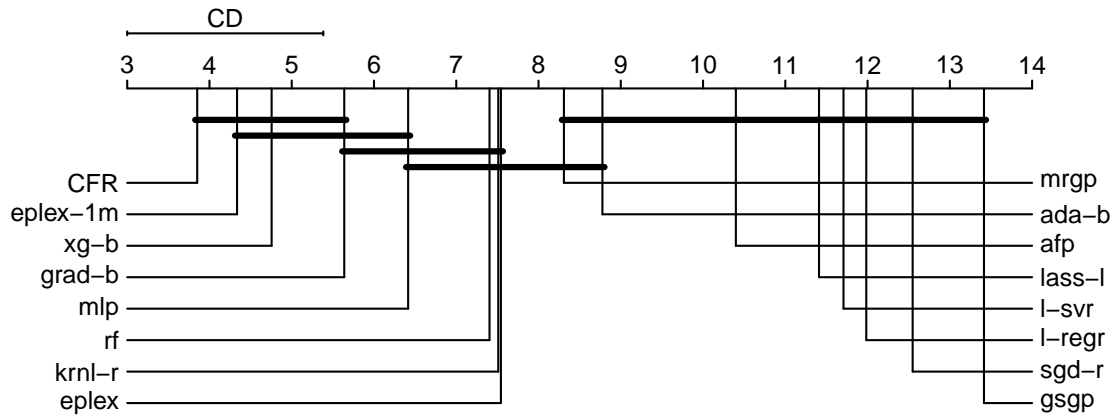 CD
3 4 5 6 7 8 9 10 11 12 13 14
CFR mrgp
eplex−1m ada−b
xg−b afp
grad−b lass−l
mlp l−svr
rf l−regr
krnl−r sgd−r
eplex gsgp